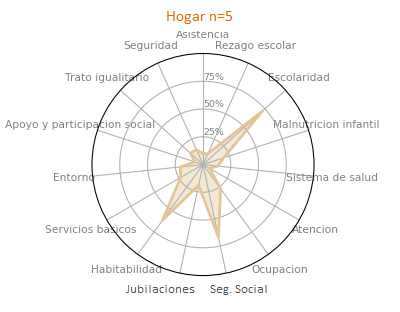 Hogar n=5
Asistencia
Seguridad
Rezago escolar
Trato igualitario
75%
Escolaridad
50%
Apoyo y participacion social
25%
Malnutricion infantil
Entorno
Sistema de salud
Servicios basicos
Atencion
Habitabilidad
Ocupacion
Jubilaciones
Seg. Social